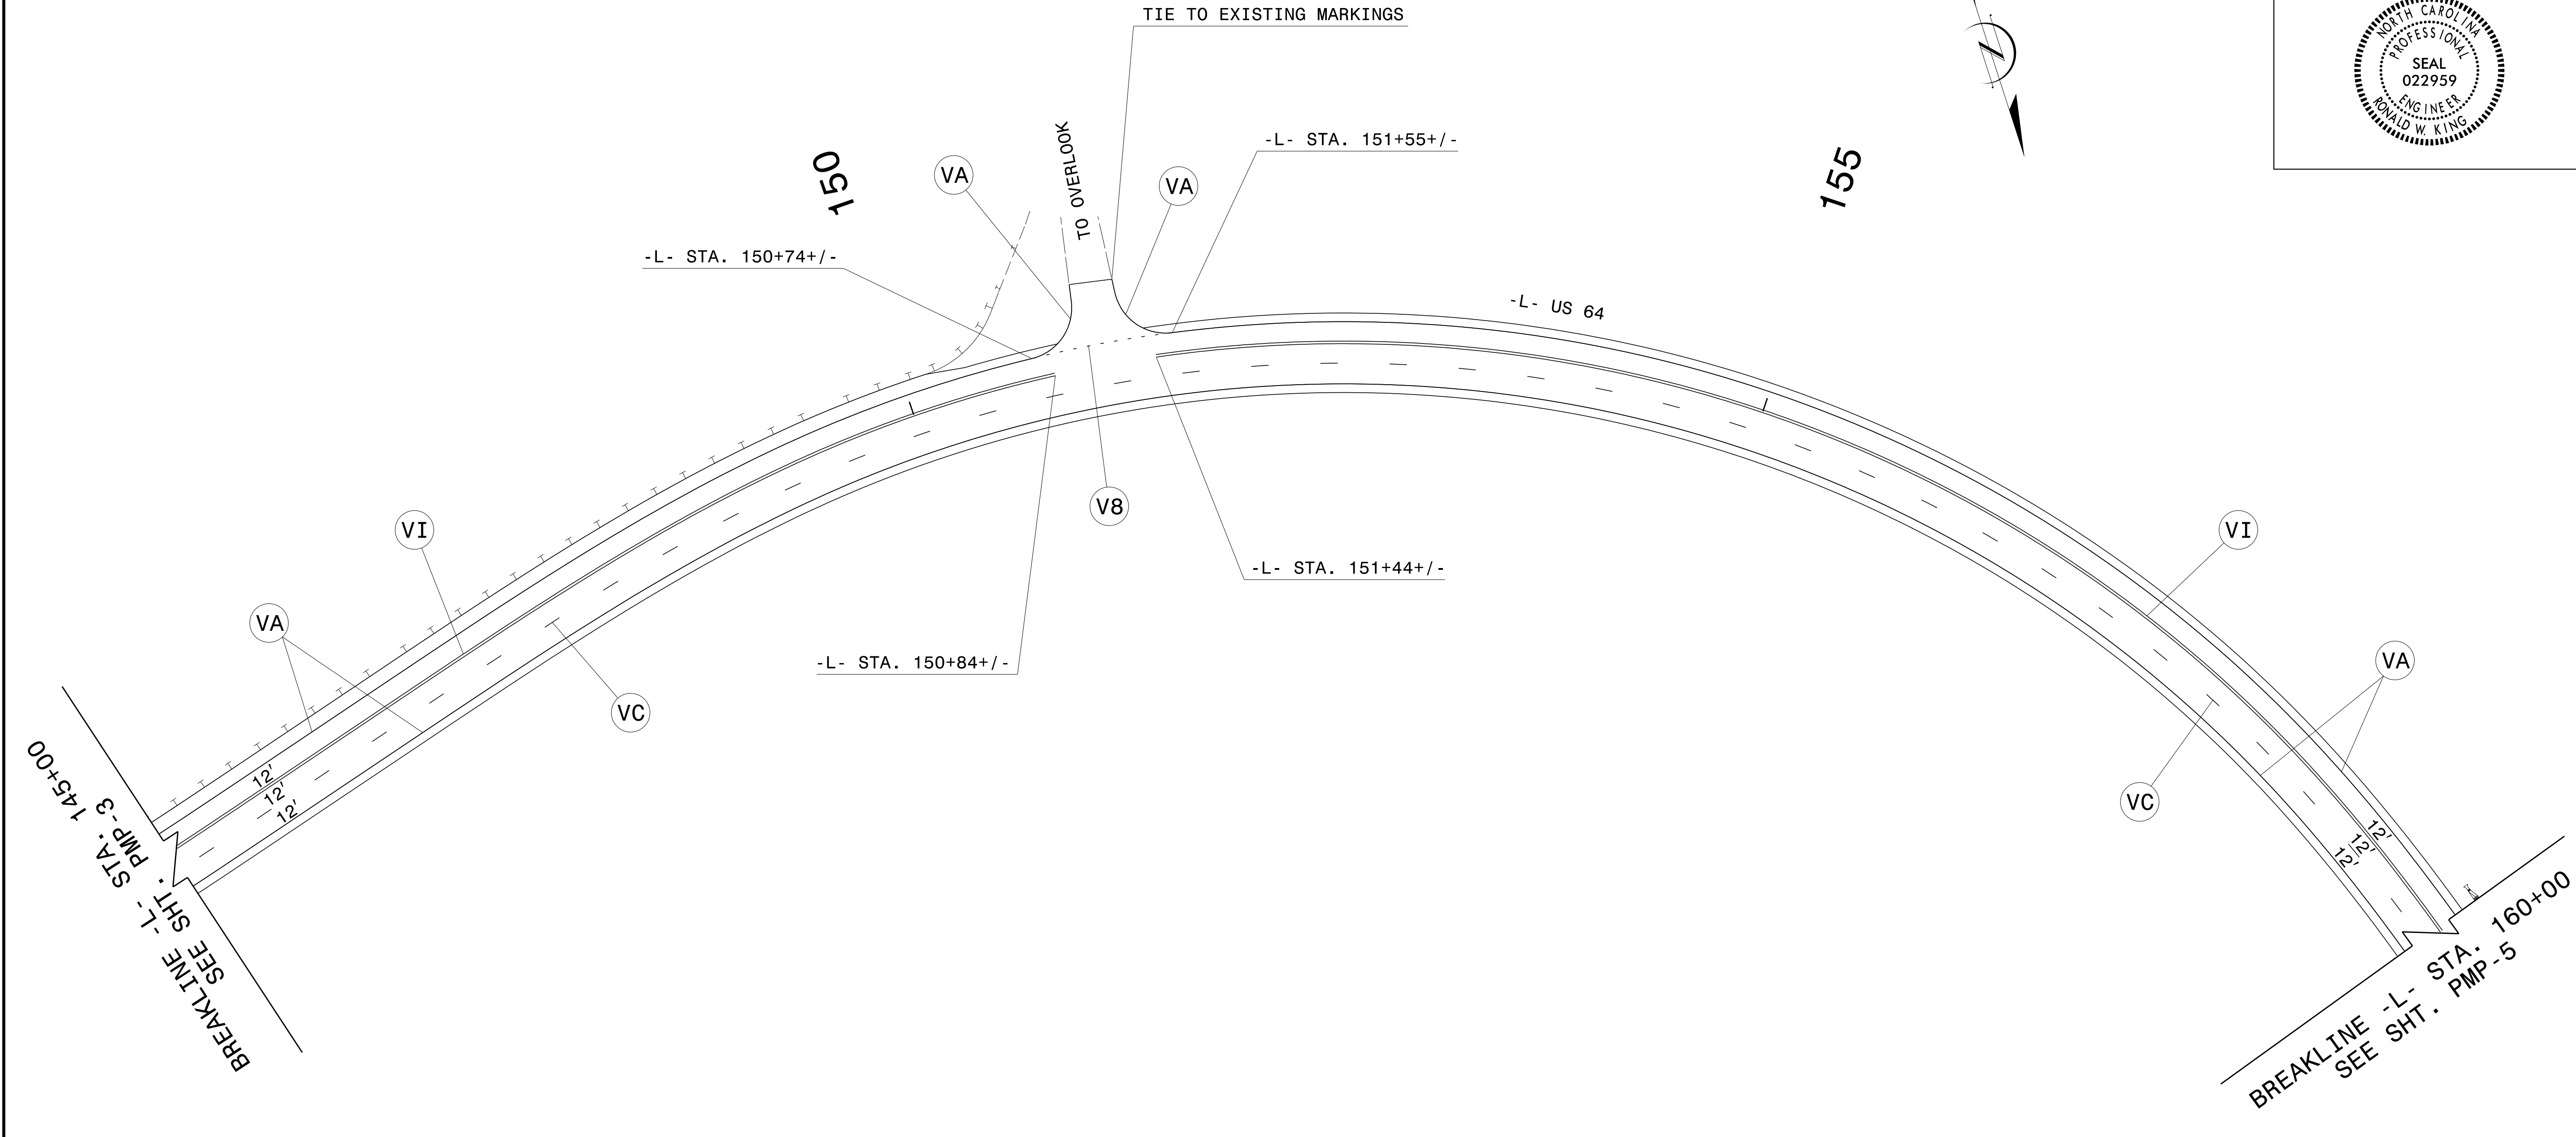 TIE TO EXISTING MARKINGS
NORTH CAROLINA
PROFESSIONAL
SEAL
022959
ENGINEER
RONALD W. KING
N
150
VA
TO OVERLOOK
VA
-L- STA. 151+55+/-
155
-L- STA. 150+74+/-
-L- US 64
V8
VI
VI
-L- STA. 151+44+/-
VA
-L- STA. 150+84+/-
VA
VC
VC
12'
12'
12'
12'
12'
12'
BREAKLINE -L- STA. 145+00
SEE SHT. PMP-3
BREAKLINE -L- STA. 160+00
SEE SHT. PMP-5